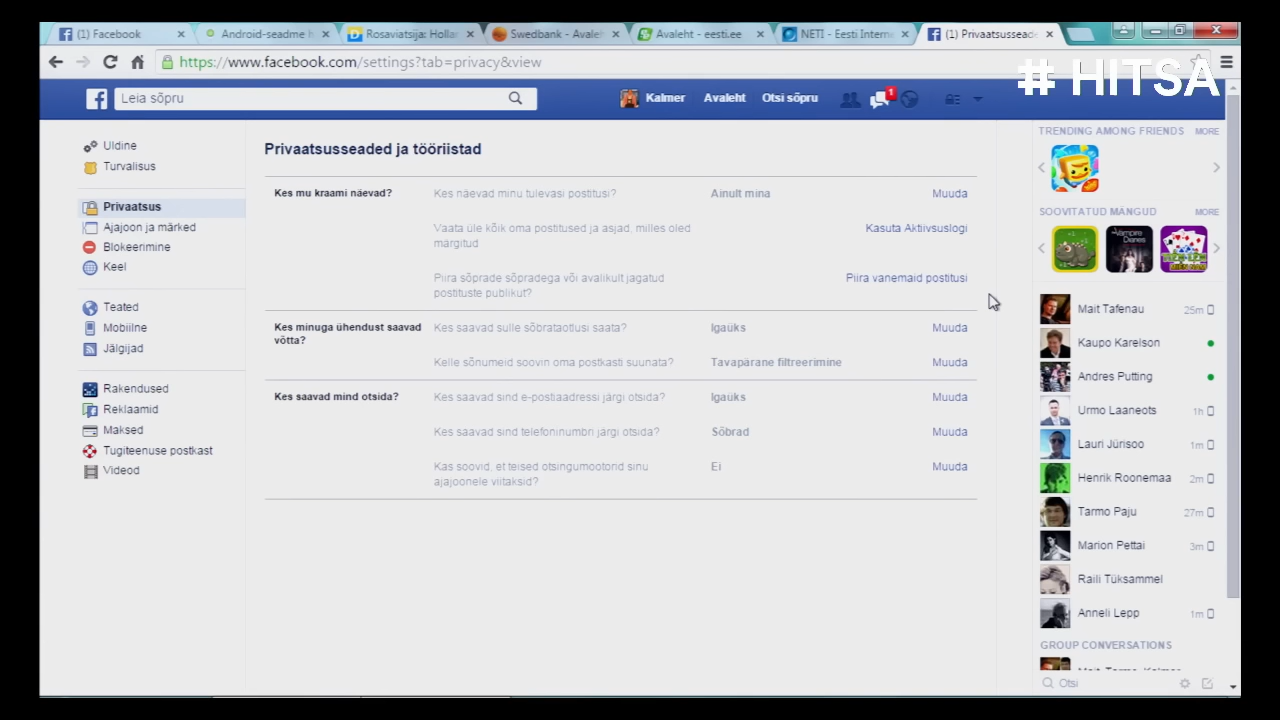 (1) Facebook
Android-seadme h
Rosaviatsija: Hollar
Swedbank - Avaleh
Avaleht - eesti.ee
NETI - Eesti Intern
(1) Privaatsussead
https://www.facebook.com/settings?tab=privacy&view
# HITSA
Leia sõpru
Kalmer
Avaleht
Otsi sõpru
1
Üldine
Turvalisus
Privaatsus
Ajajoon ja märked
Blokeerimine
Keel
Teated
Mobiilne
Jälgijad
Rakendused
Reklaamid
Maksed
Tugiteenuse postkast
Videod
Privaatsusseaded ja tööriistad
Kes mu kraami näevad?
Kes näevad minu tulevasi postitusi?
Ainult mina
Muuda
Vaata üle kõik oma postitused ja asjad, milles oled
märgitud
Kasuta Aktiivsuslogi
Piira sõprade sõpradega või avalikult jagatud
postituste publikut?
Piira vanemaid postitusi
Kes minuga ühendust saavad
võtta?
Kes saavad sulle sõbrataotlusi saata?
Igaüks
Muuda
Kelle sõnumeid soovin oma postkasti suunata?
Tavapärane filtreerimine
Muuda
Kes saavad mind otsida?
Kes saavad sind e-postiaadressi järgi otsida?
Igaüks
Muuda
Kes saavad sind telefoninumbri järgi otsida?
Sõbrad
Muuda
Kas soovid, et teised otsingumootorid sinu
ajajoonele viitaksid?
Ei
Muuda
TRENDING AMONG FRIENDS
MORE
SOOVITATUD MÄNGUD
MORE
Mait Tafenau
25m
Kaupo Karelson
Andres Putting
Urmo Laaneots
1h
Lauri Jürisoo
1m
Henrik Roonemaa
2m
Tarmo Paju
27m
Marion Pettai
3m
Raili Tüksammel
Anneli Lepp
1m
GROUP CONVERSATIONS
Mait, Tarmo, Kalmer
Otsi